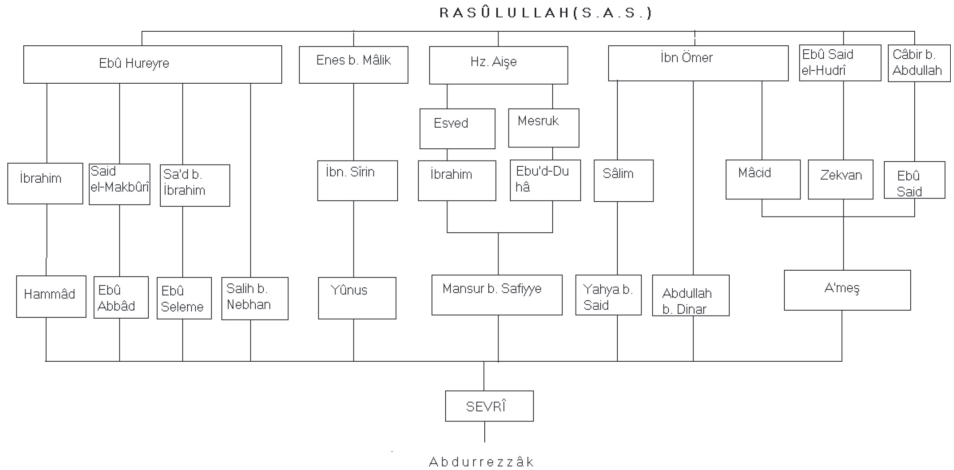 RASÛLULLAH(S.A.S.)
Ebû Hureyre
Enes b. Mâlik
Hz. Aişe
İbn Ömer
Ebû Said
el-Hudrî
Câbir b.
Abdullah
Esved
Mesruk
İbrahim
Said
el-Makbûrî
Sa'd b.
İbrahim
İbn. Sîrin
İbrahim
Ebu'd-Du
hâ
Sâlim
Mâcid
Zekvan
Ebû
Said
Hammâd
Ebû
Abbâd
Ebû
Seleme
Salih b.
Nebhan
Yûnus
Mansur b. Safiyye
Yahya b.
Said
Abdullah
b. Dinar
A'meş
SEVRÎ
Abdurrezzâk